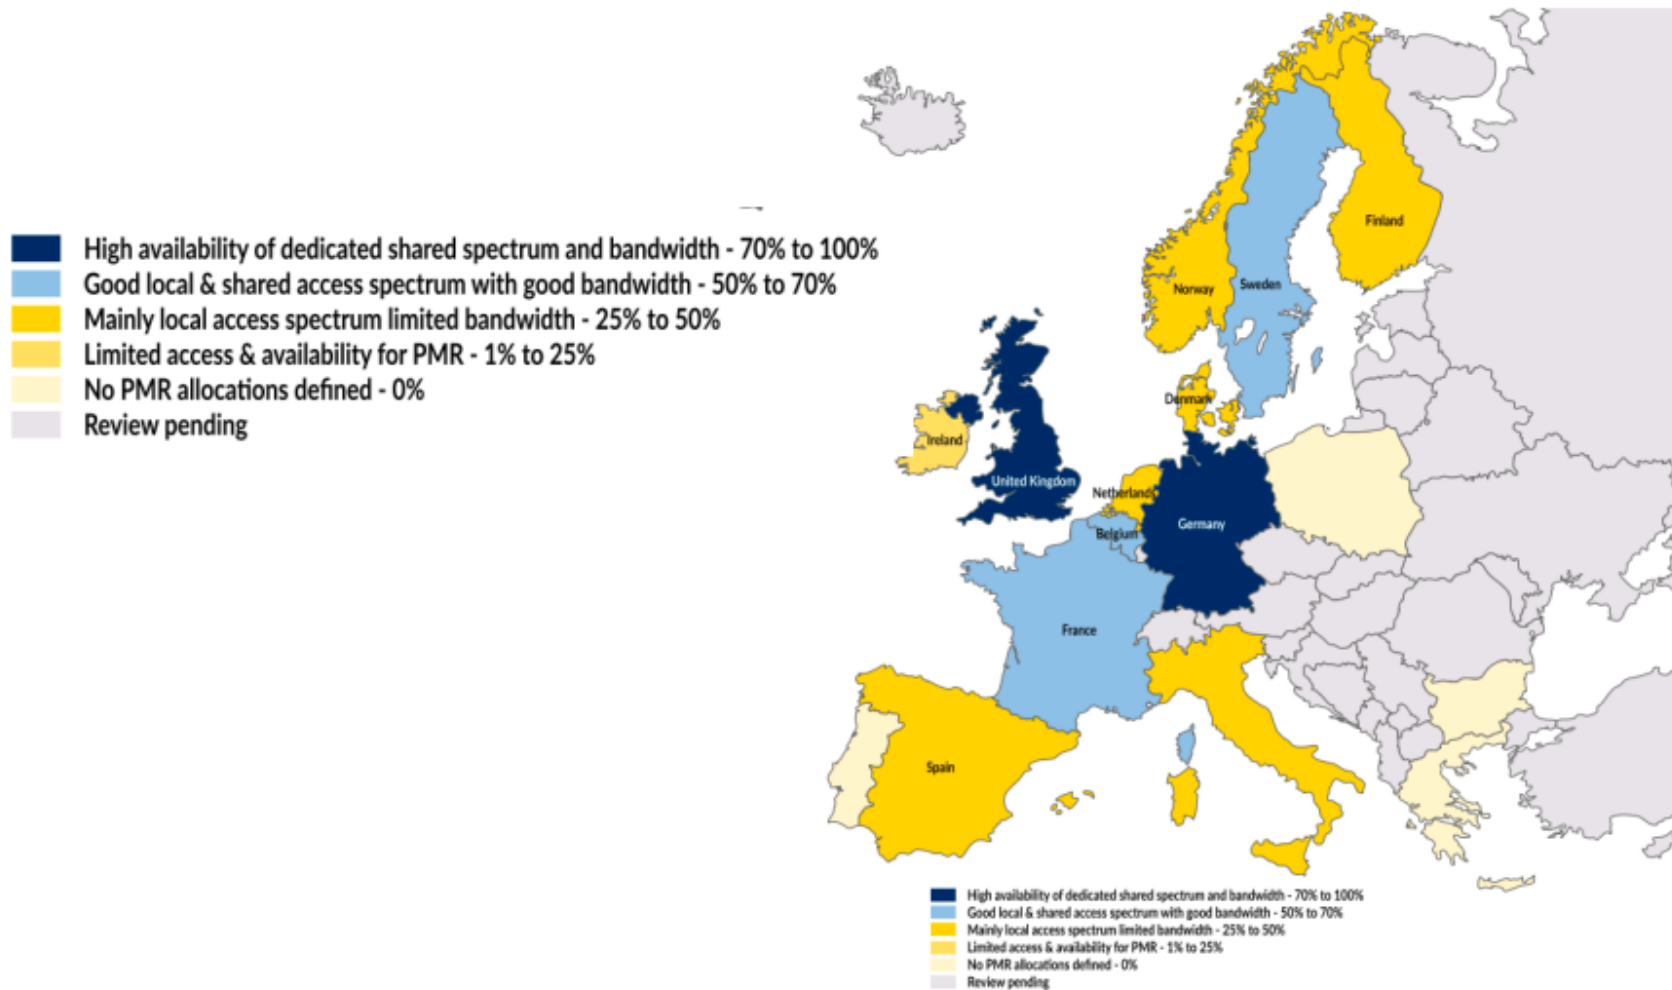 High availability of dedicated shared spectrum and bandwidth - 70% to 100%
Good local & shared access spectrum with good bandwidth - 50% to 70%
Mainly local access spectrum limited bandwidth - 25% to 50%
Limited access & availability for PMR - 1% to 25%
No PMR allocations defined - 0%
Review pending
Finland
Norway
Sweden
Denmark
Ireland
United Kingdom
Netherlands
Belgium
Germany
France
Spain
High availability of dedicated shared spectrum and bandwidth - 70% to 100%
Good local & shared access spectrum with good bandwidth - 50% to 70%
Mainly local access spectrum limited bandwidth - 25% to 50%
Limited access & availability for PMR - 1% to 25%
No PMR allocations defined - 0%
Review pending